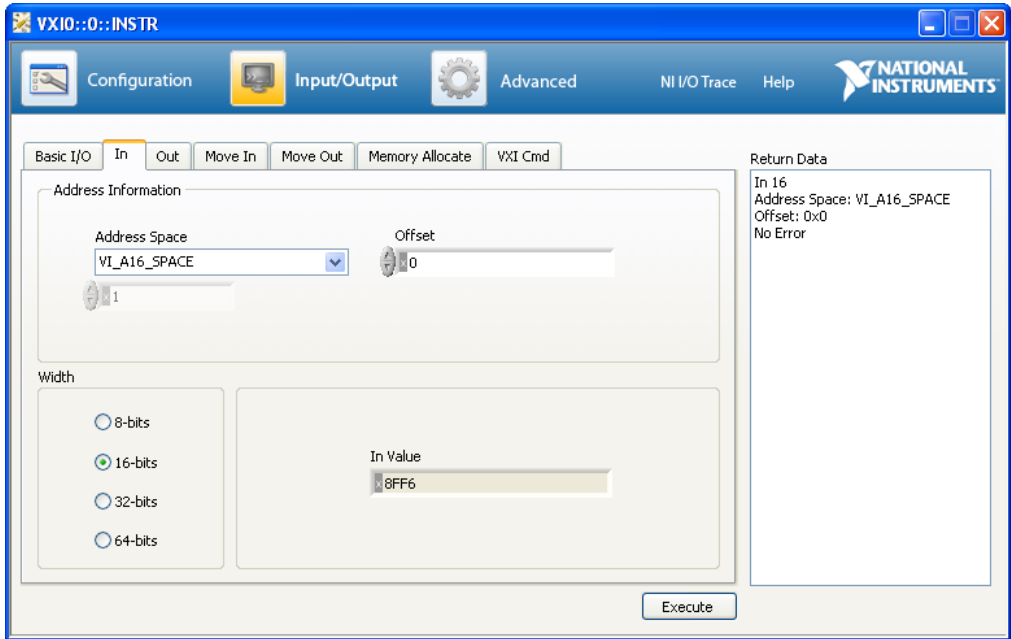 VXI0::0::INSTR
Configuration
Input/Output
Advanced
NI I/O Trace
Help
NATIONAL
INSTRUMENTS
Basic I/O
In
Out
Move In
Move Out
Memory Allocate
VXI Cmd
Address Information
Address Space
VI_A16_SPACE
x 1
Offset
x 0
Width
8-bits
16-bits
32-bits
64-bits
In Value
x 8FF6
Return Data
In 16
Address Space: VI_A16_SPACE
Offset: 0x0
No Error
Execute